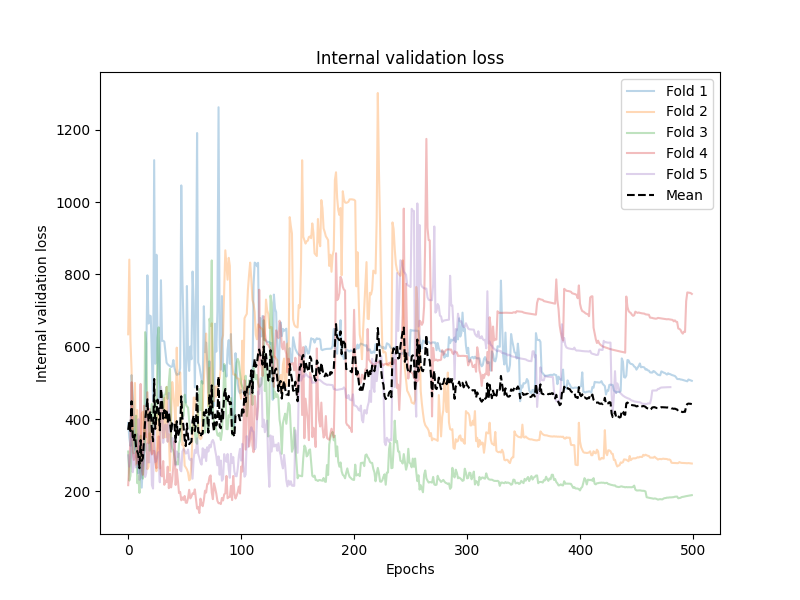 Internal validation loss
Fold 1
Fold 2
Fold 3
Fold 4
Fold 5
Mean
Internal validation loss
1200
1000
800
600
400
200
0 100 200 300 400 500
Epochs